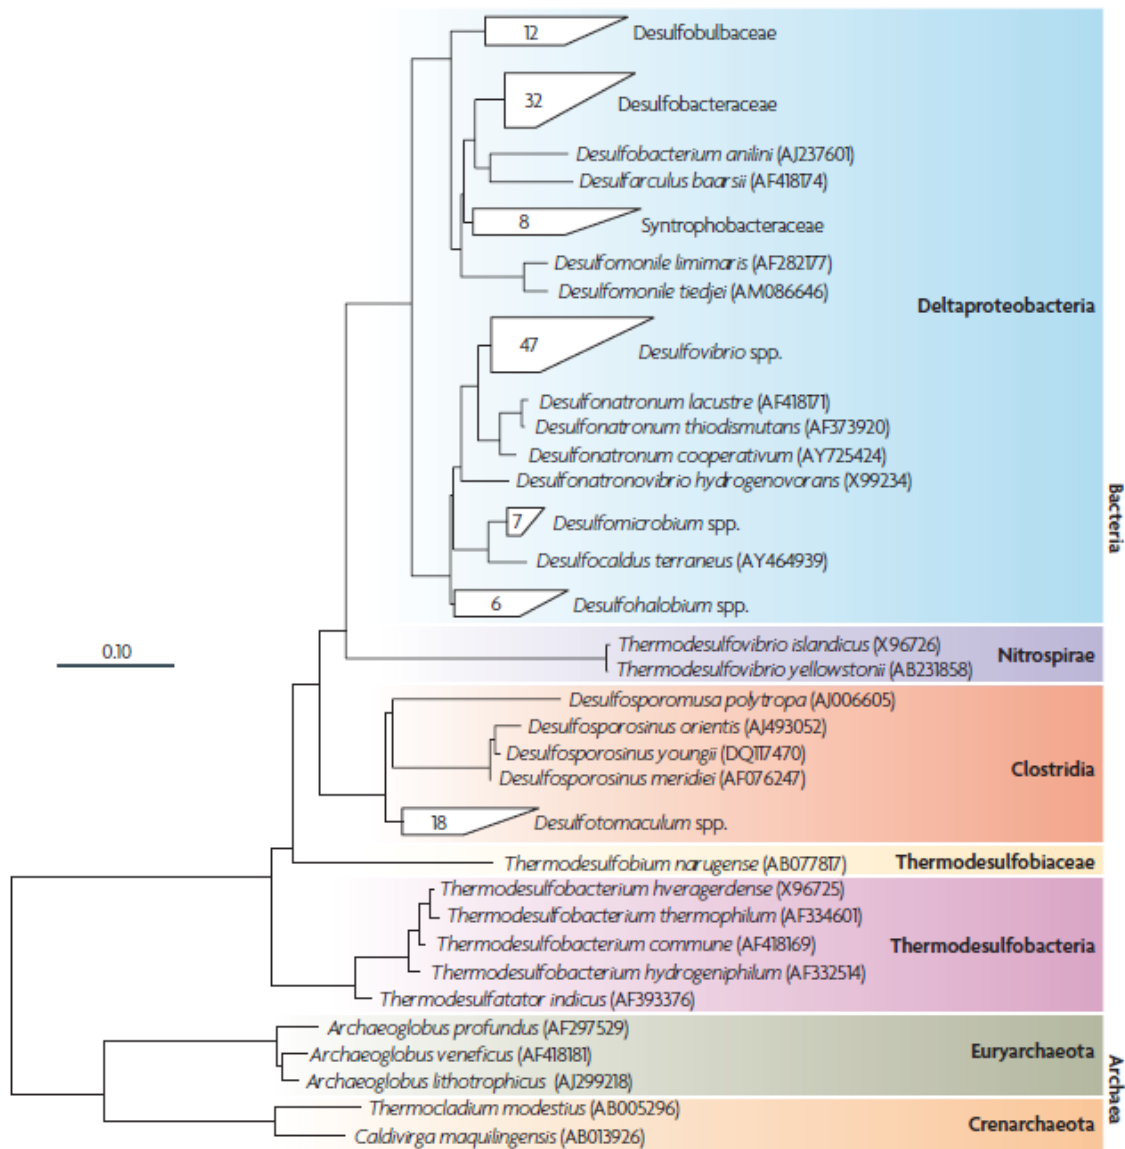 12 Desulfobulbaceae
32 Desulfobacteraceae
Desulfobacterium anilini (AJ237601)
Desulfarculus baarsii (AF418174)
8 Syntrophobacteraceae
Desulfomonile limimaris (AF282177)
Desulfomonile tiedjei (AM086646)
Deltaproteobacteria
47 Desulfovibrio spp.
Desulfonatronum lacustre (AF418171)
Desulfonatronum thiodismutans (AF373920)
Desulfonatronum cooperativum (AY725424)
Desulfonatronovibrio hydrogenovorans (X99234)
Bacteria
7 Desulfomicrobium spp.
Desulfocaldus terraneus (AY464939)
6 Desulfohalobium spp.
0.10
Thermodesulfovibrio islandicus (X96726)
Nitrospirae
Thermodesulfovibrio yellowstonii (AB231858)
Desulfosporomusa polytropa (AJ006605)
Desulfosporosinus orientis (AJ493052)
Desulfosporosinus youngii (DQ117470)
Clostridia
Desulfosporosinus meridiei (AF076247)
18 Desulfotomaculum spp.
Thermodesulfobium narugense (AB077817) Thermodesulfobiaceae
Thermodesulfobacterium hveragerdense (X96725)
Thermodesulfobacterium thermophilum (AF334601)
Thermodesulfobacterium commune (AF418169) Thermodesulfobacteria
Thermodesulfobacterium hydrogeniphilum (AF332514)
Thermodesulfatator indicus (AF393376)
Archaeoglobus profundus (AF297529)
Archaeoglobus veneficus (AF418181) Euryarchaeota
Archaeoglobus lithotrophicus (AJ299218)
Archaea
Thermocladium modestius (AB005296)
Crenarchaeota
Caldivirga maquilingensis (AB013926)